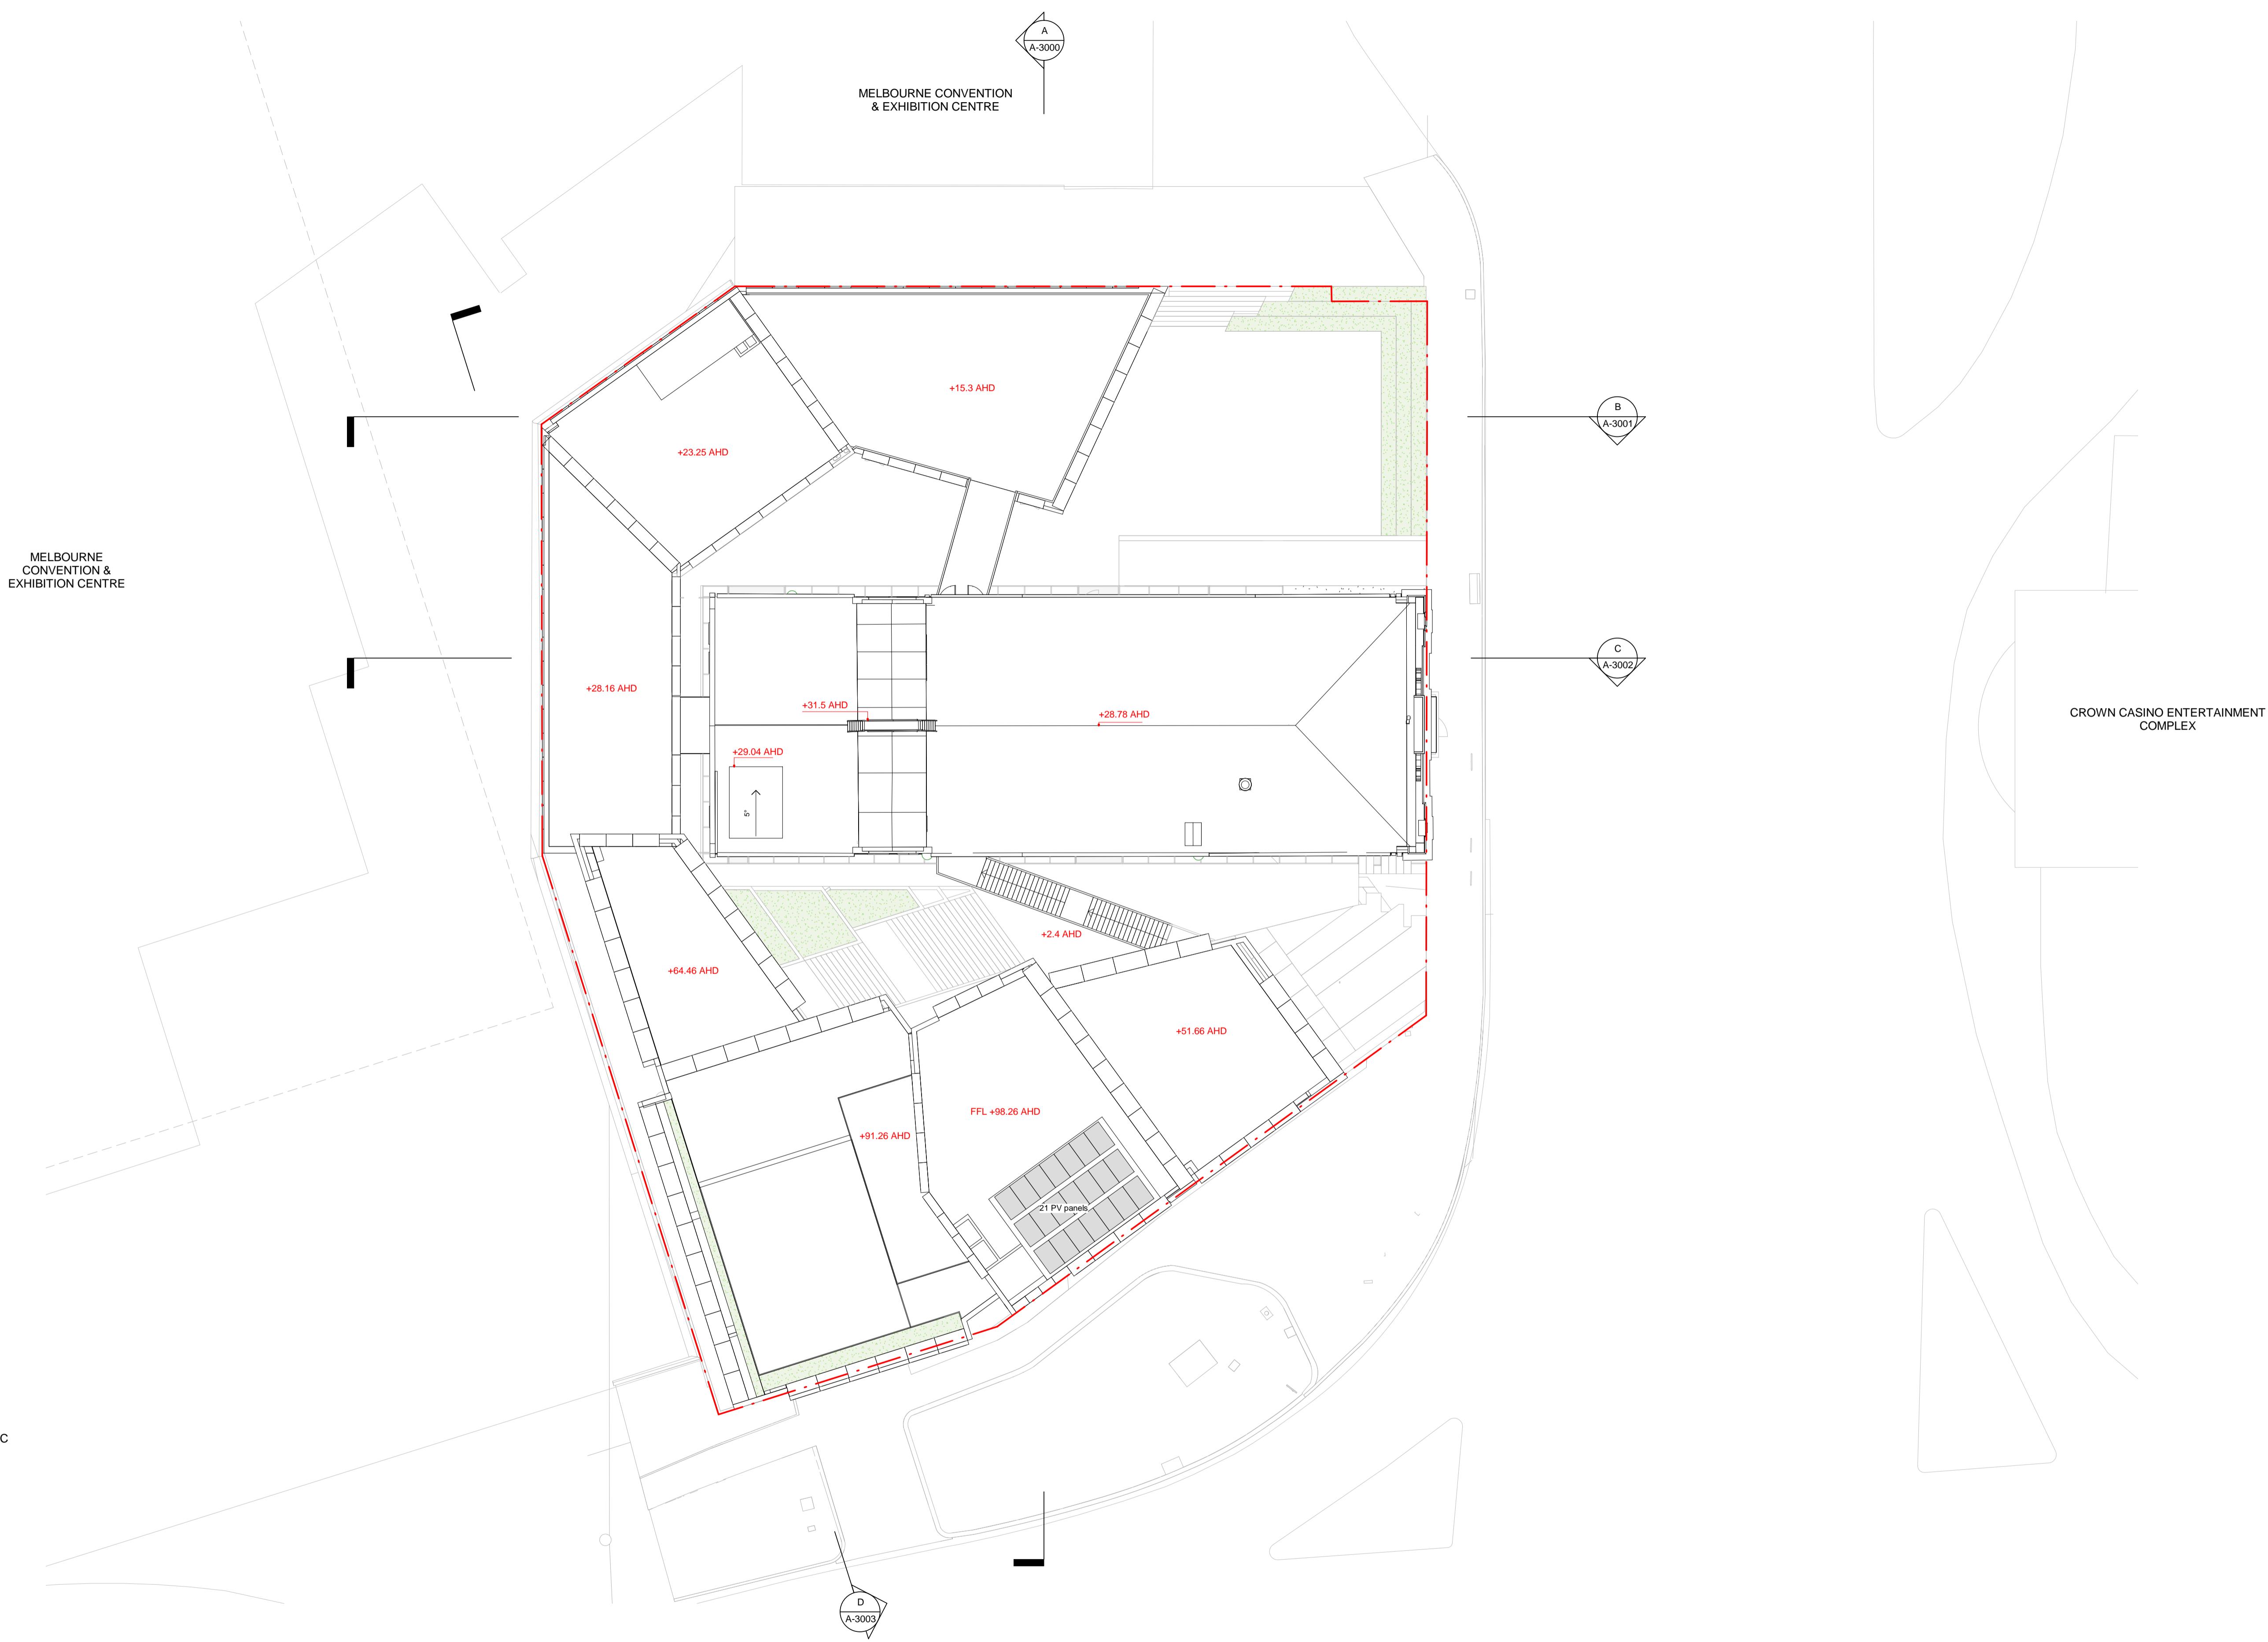 A
A-3000
MELBOURNE CONVENTION
& EXHIBITION CENTRE
+15.3 AHD
B
A-3001
+23.25 AHD
MELBOURNE
CONVENTION &
EXHIBITION CENTRE
C
A-3002
+28.16 AHD
+31.5 AHD
+28.78 AHD
CROWN CASINO ENTERTAINMENT
COMPLEX
+29.04 AHD
5°
+2.4 AHD
+64.46 AHD
+51.66 AHD
FFL +98.26 AHD
+91.26 AHD
21 PV panels
C
D
A-3003